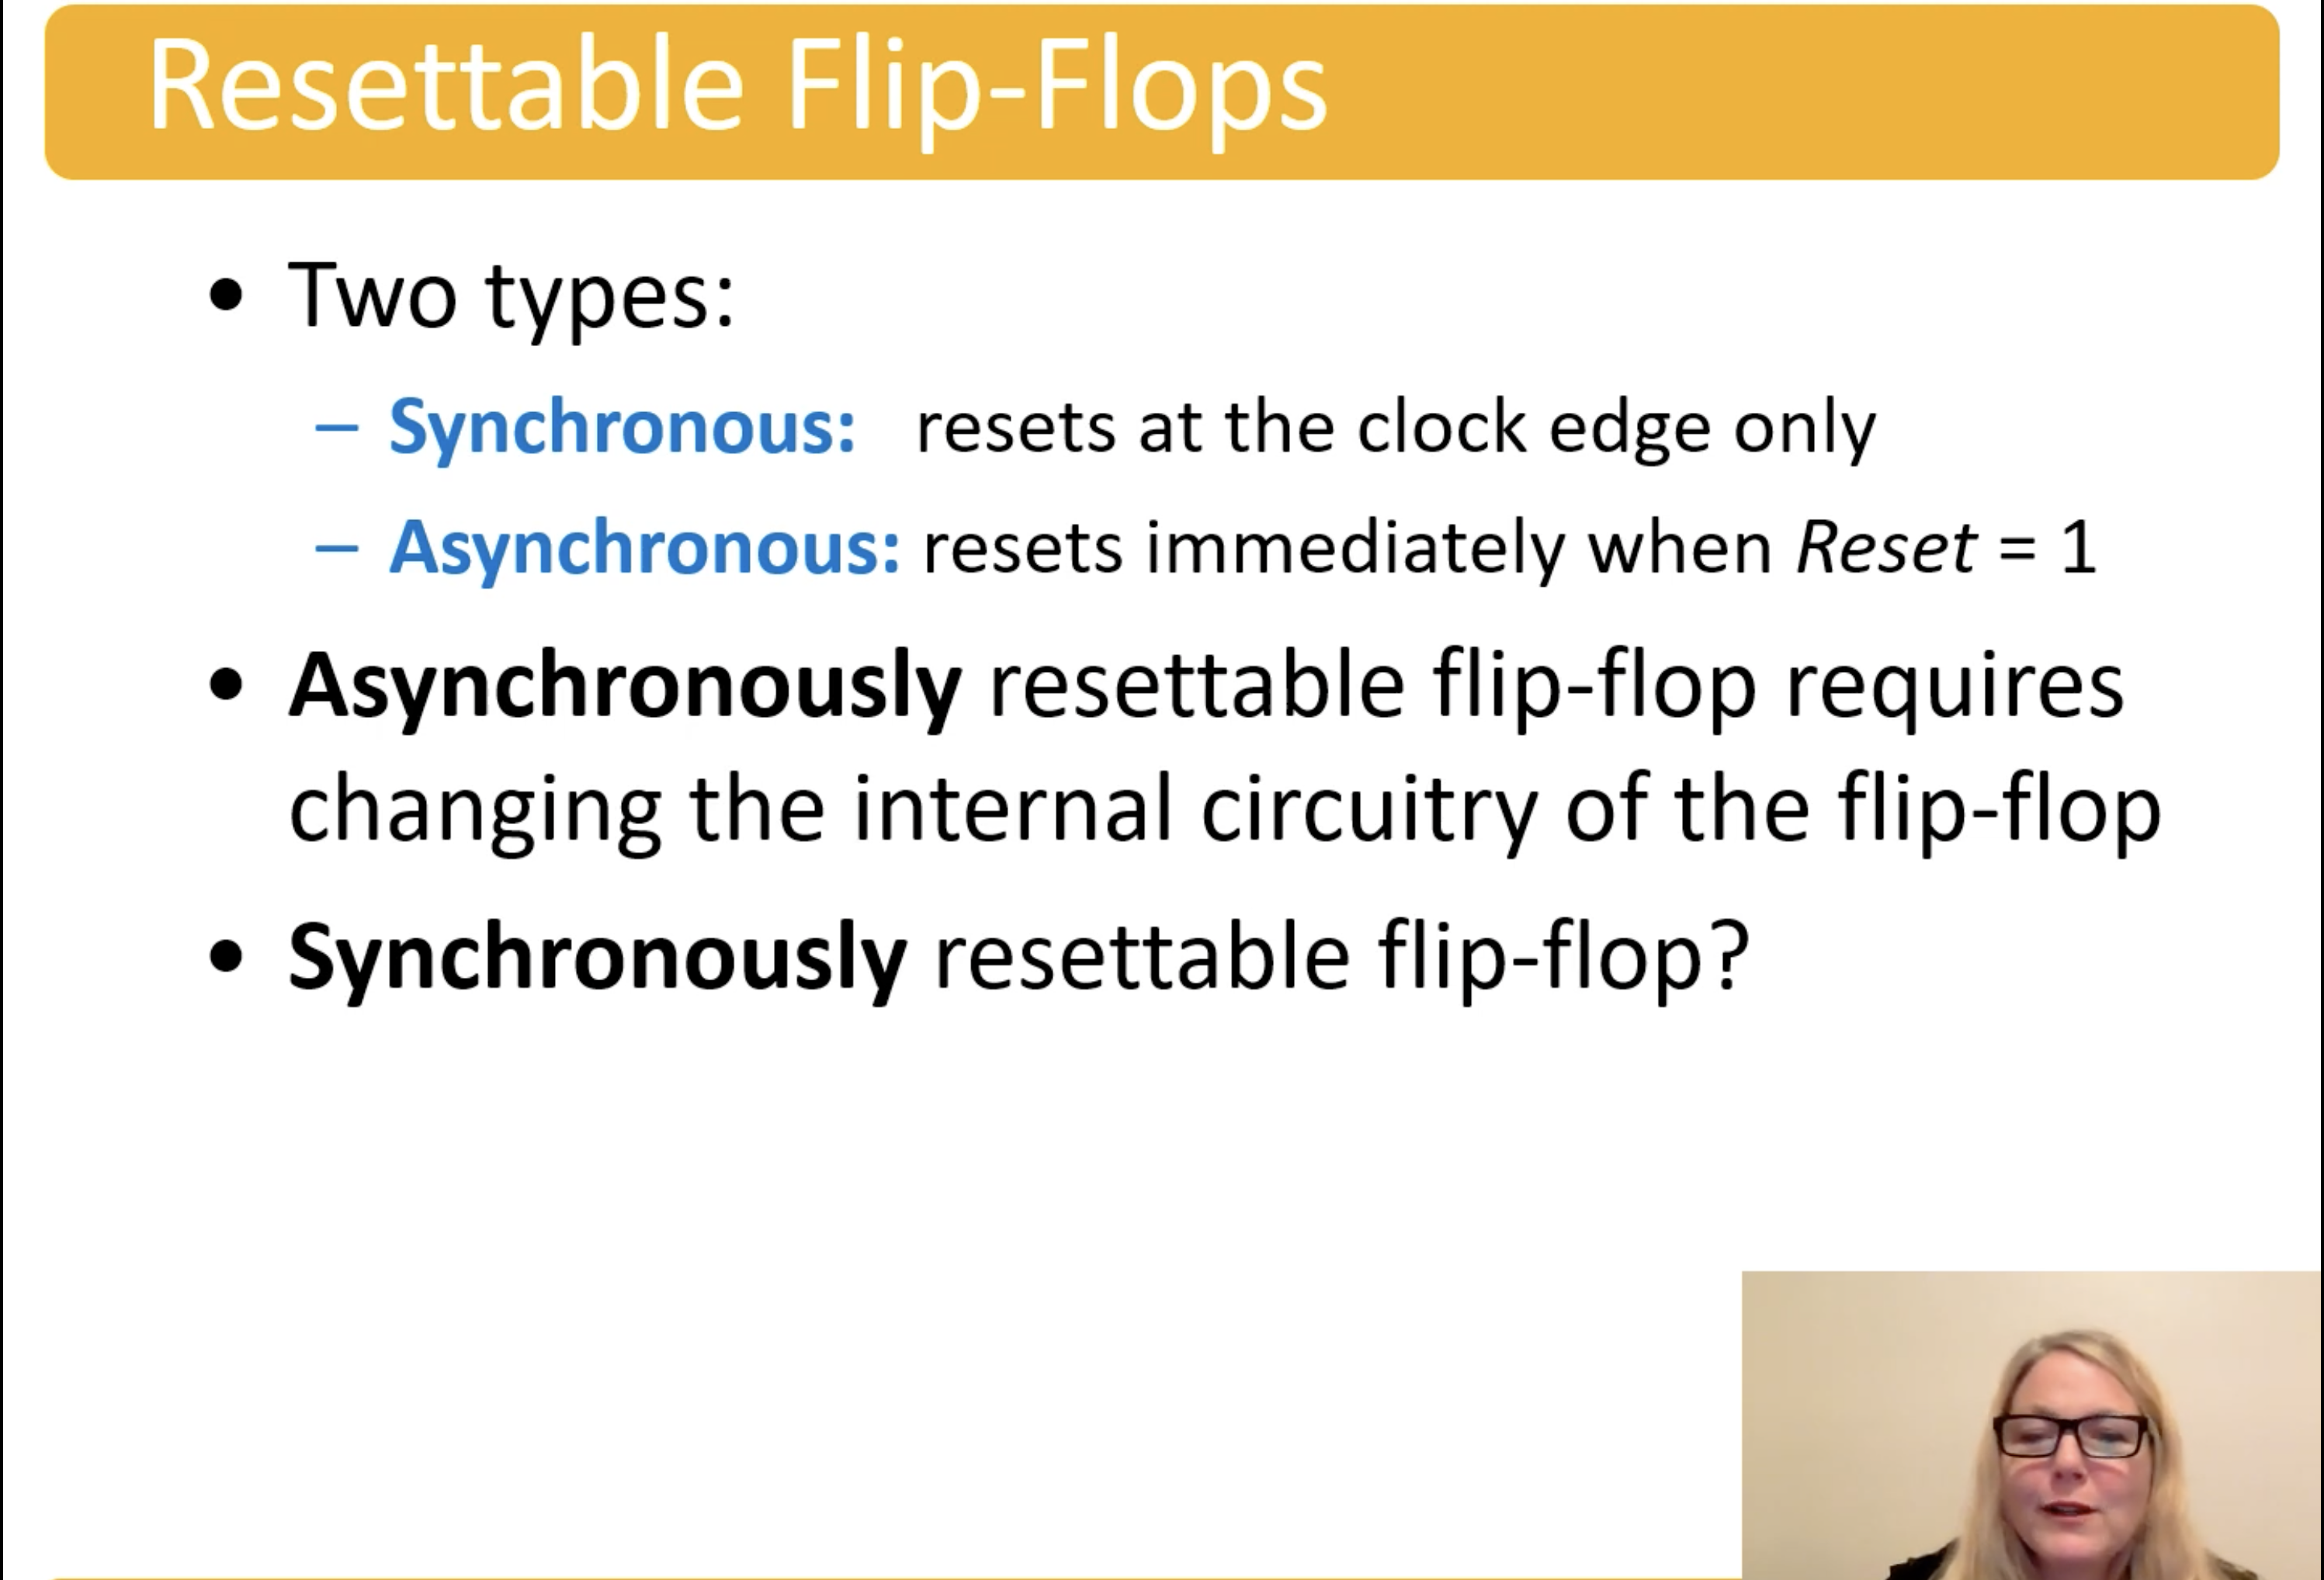 Resettable Flip-Flops
• Two types:
– Synchronous: resets at the clock edge only
– Asynchronous: resets immediately when Reset = 1
• Asynchronously resettable flip-flop requires
changing the internal circuitry of the flip-flop
• Synchronously resettable flip-flop?